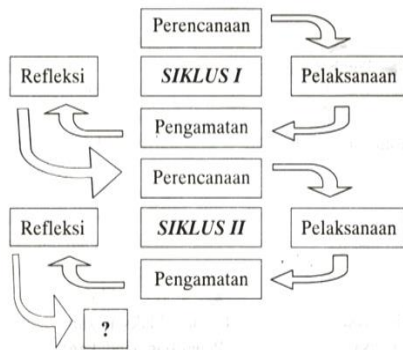 Perencanaan
Refleksi
SIKLUS I
Pelaksanaan
Pengamatan
Perencanaan
Refleksi
SIKLUS II
Pelaksanaan
Pengamatan
?